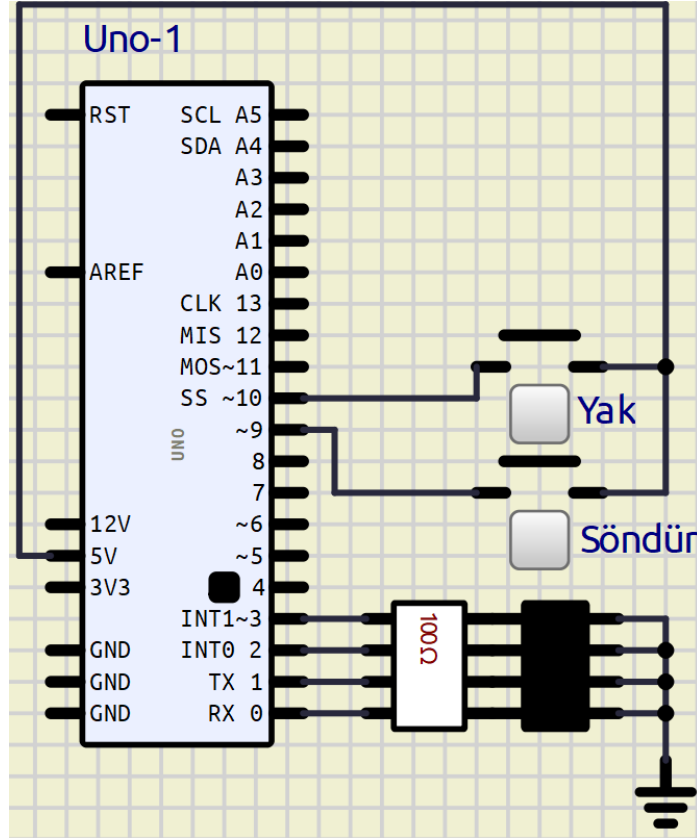 Uno-1
RST SCL A5
SDA A4
A3
A2
A1
AREF A0
CLK 13
MIS 12
MOS~11
SS ~10
Yak
~9
UNO
8
7
12V ~6
5V ~5
Söndür
3V3 4
INT1~3
100Ω
GND INT0 2
GND TX 1
GND RX 0